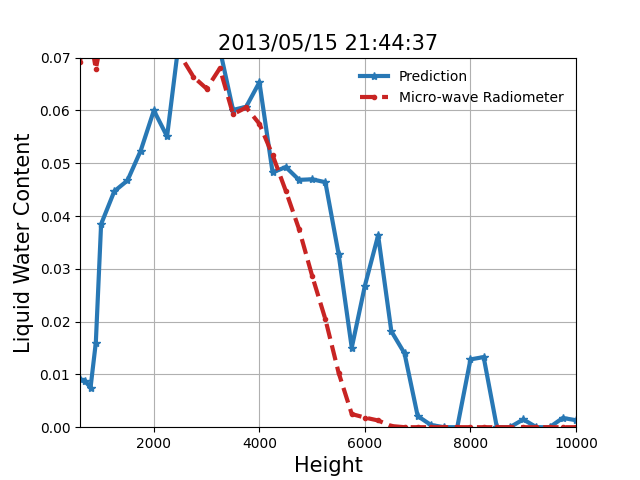 2013/05/15 21:44:37
Prediction
Micro-wave Radiometer
0.07
0.06
0.05
0.04
0.03
0.02
0.01
0.00
Liquid Water Content
2000 4000 6000 8000 10000
Height